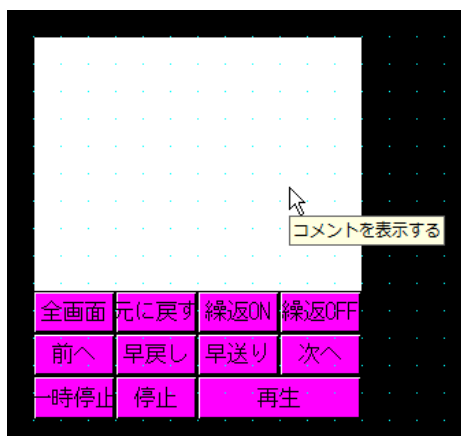 コメントを表示する
全画面 元に戻す 繰返ON 繰返OFF
前へ 早戻し 早送り 次へ
一時停止 停止 再生